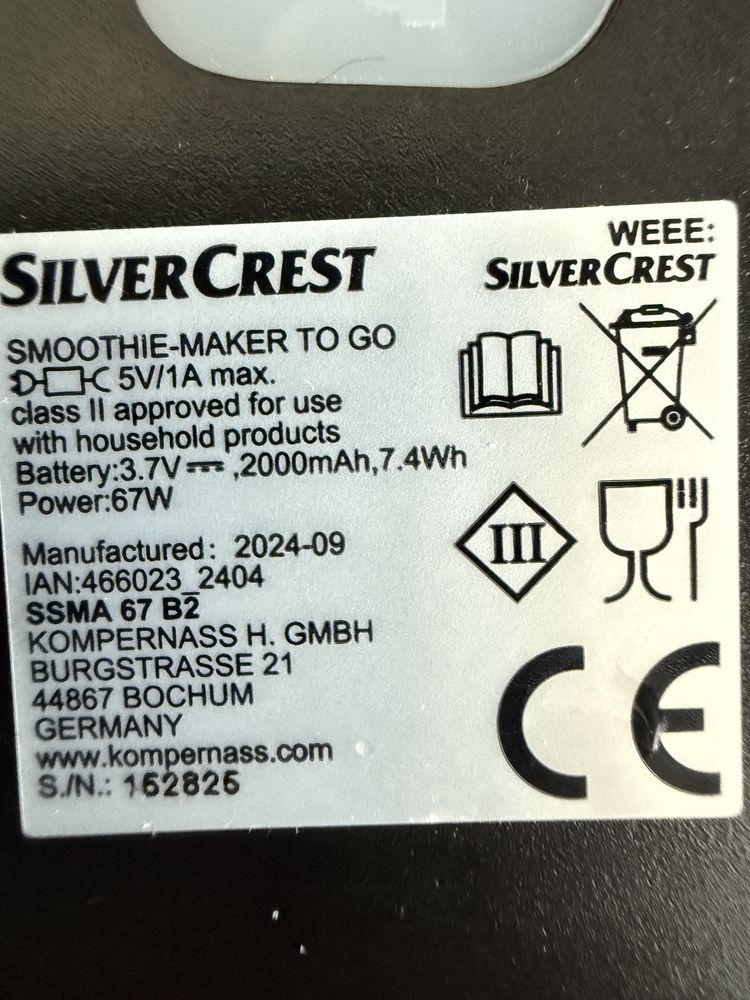 SILVERCREST
SMOOTHIE-MAKER TO GO
5V/1A max.
class II approved for use
with household products
Battery:3.7V ⎓ ,2000mAh,7.4Wh
Power:67W
Manufactured: 2024-09
IAN:466023_2404
SSMA 67 B2
KOMPERNASS H. GMBH
BURGSTRASSE 21
44867 BOCHUM
GERMANY
www.kompernass.com
S./N.: 152825
WEEE:
SILVERCREST
III
CE